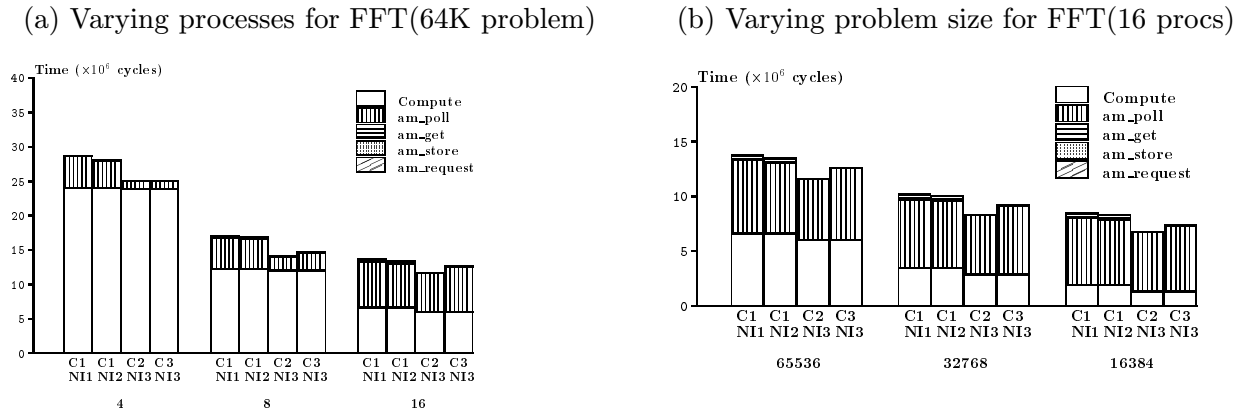 (a) Varying processes for FFT(64K problem)
Time (×10⁶ cycles)
40
35
30
25
20
15
10
5
0
Compute
am_poll
am_get
am_store
am_request
C1 C1 C2 C3
NI1 NI2 NI3 NI3
C1 C1 C2 C3
NI1 NI2 NI3 NI3
C1 C1 C2 C3
NI1 NI2 NI3 NI3
4 8 16
(b) Varying problem size for FFT(16 procs)
Time (×10⁶ cycles)
20
15
10
5
0
Compute
am_poll
am_get
am_store
am_request
C1 C1 C2 C3
NI1 NI2 NI3 NI3
C1 C1 C2 C3
NI1 NI2 NI3 NI3
C1 C1 C2 C3
NI1 NI2 NI3 NI3
65536 32768 16384